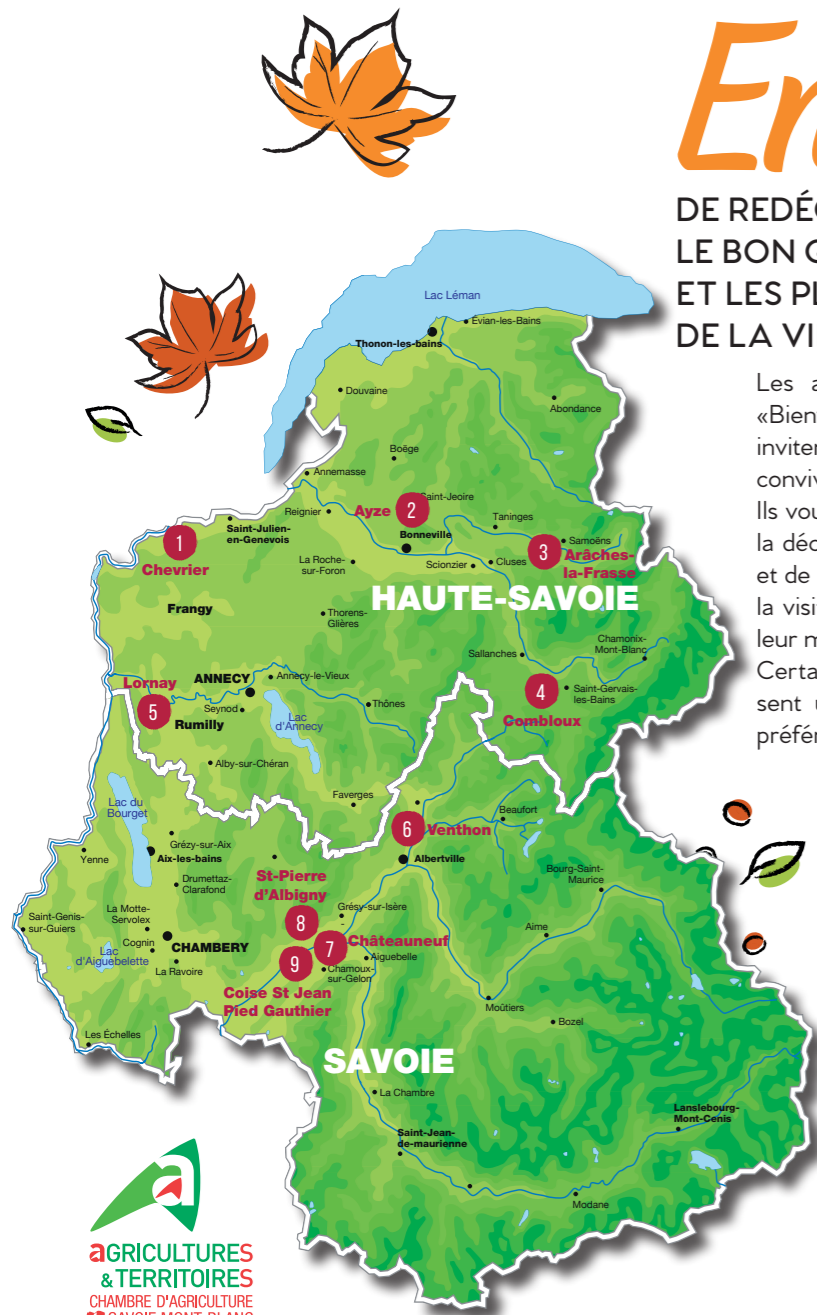 En
DE REDÉC
LE BON G
ET LES PL
DE LA VI
Les a
«Bien
inviten
conviv
Ils vou
la déc
et de
la visit
leur m
Certa
sent u
préfér
Lac Léman
Évian-les-Bains
Thonon-les-bains
Douvaine
Abondance
Boëge
Annemasse
Saint-Jeoire
Ayze
2
Reignier
Taninges
Saint-Julien-
en-Genevois
Bonneville
Samoëns
1
3
Chevrier
La Roche-
sur-Foron
Scionzier
Cluses
Arâches-
la-Frasse
HAUTE-SAVOIE
Frangy
Thorens-
Glières
Chamonix-
Mont-Blanc
Sallanches
Lornay
ANNECY
Annecy-le-Vieux
4
Saint-Gervais-
les-Bains
5
Seynod
Thônes
Combloux
Rumilly
Lac
d'Annecy
Alby-sur-Chéran
Faverges
Lac du
Bourget
Beaufort
6
Venthon
Grézy-sur-Aix
Yenne
Aix-les-bains
Albertville
St-Pierre
d'Albigny
Bourg-Saint-
Maurice
Drumettaz-
Clarafond
La Motte-
Servolex
Grésy-sur-Isère
Saint-Genis-
sur-Guiers
8
Aime
Cognin
CHAMBERY
7
Châteauneuf
Lac
d'Aiguebelette
La Ravoire
9
Aiguebelle
Chamoux-
sur-Gelon
Coise St Jean
Pied Gauthier
Moûtiers
Bozel
Les Échelles
SAVOIE
La Chambre
Lanslebourg-
Mont-Cenis
Saint-Jean-
de-maurienne
Modane
a
aGRICULTURES
& TERRITOIRES
CHAMBRE D'AGRICULTURE
SAVOIE MONT-BLANC